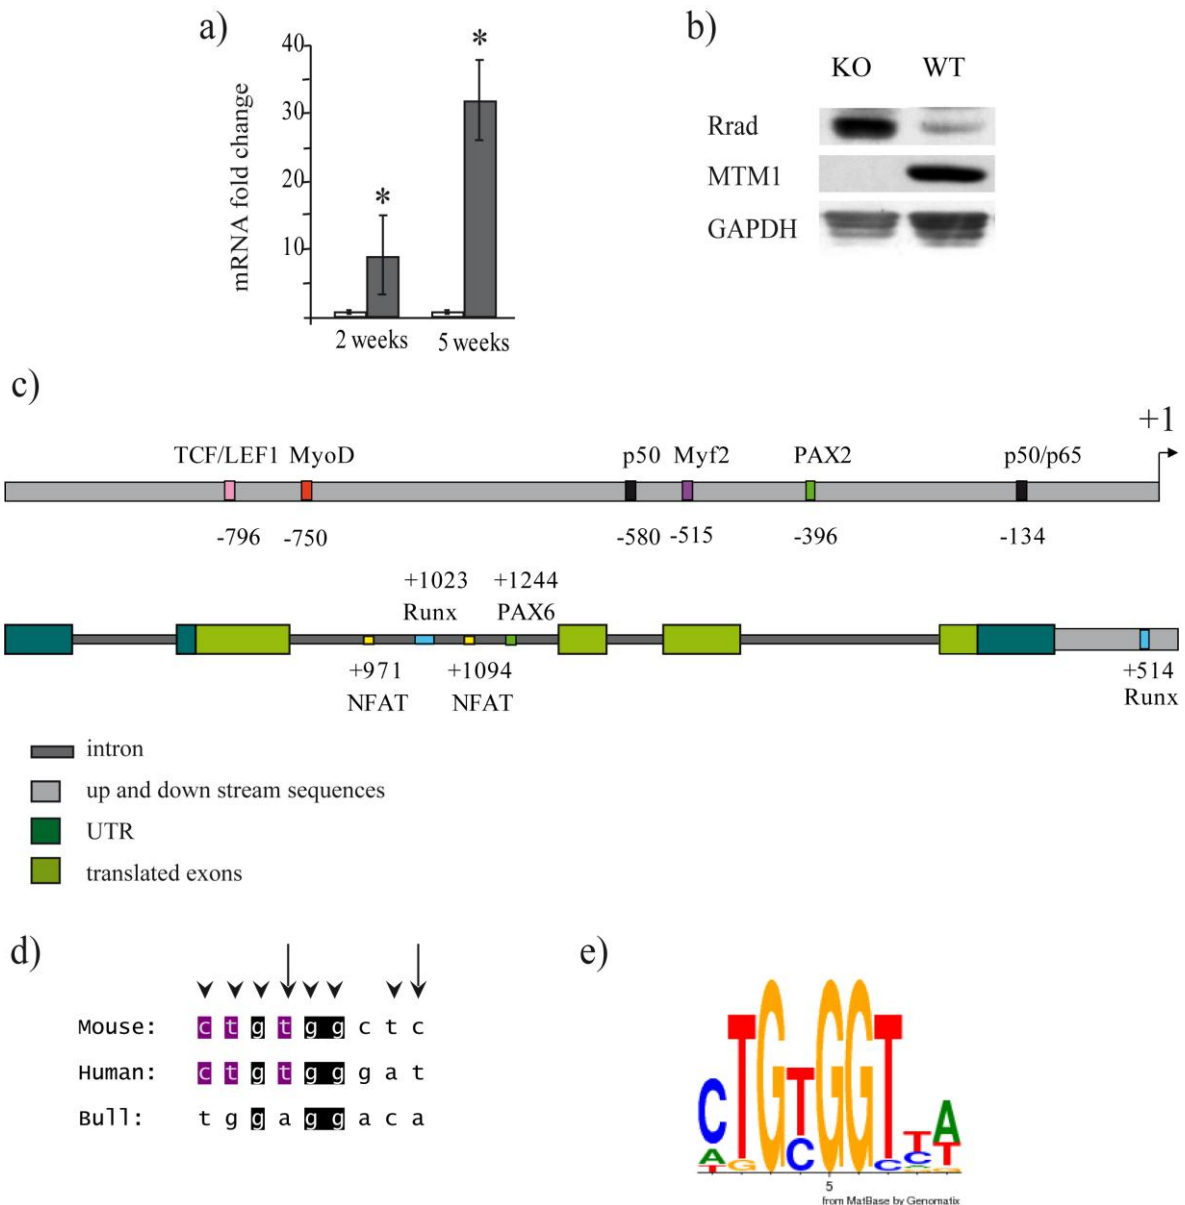 a)
40
30
20
10
mRNA fold change
*
*
2 weeks
5 weeks
b)
KO WT
Rrad
MTM1
GAPDH
c)
+1
TCF/LEF1 MyoD p50 Myf2 PAX2 p50/p65
-796 -750 -580 -515 -396 -134
+1023 +1244
Runx PAX6
+971 +1094 +514
NFAT NFAT Runx
intron
up and down stream sequences
UTR
translated exons
d)
Mouse: c t g t g g c t c
Human: c t g t g g g a t
Bull: t g g a g g a c a
e)
C T G T G G T T A
A G C C C T
T
5
from MatBase by Genomatix